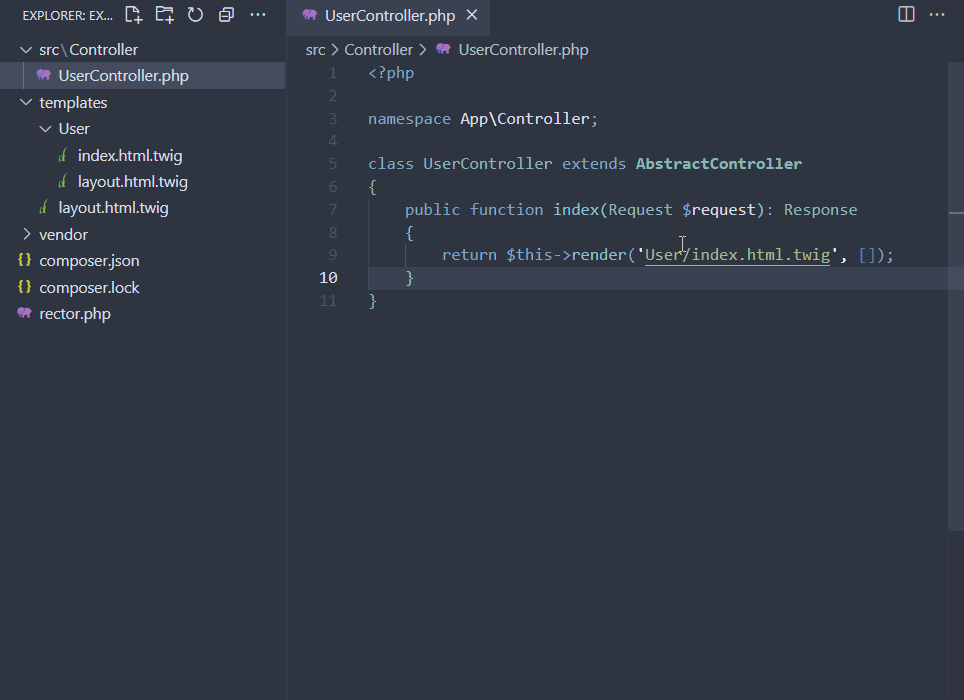 EXPLORER: EX...
src\Controller
UserController.php
templates
User
index.html.twig
layout.html.twig
layout.html.twig
vendor
{} composer.json
{} composer.lock
rector.php
UserController.php
src > Controller > UserController.php
1 <?php
2
3 namespace App\Controller;
4
5 class UserController extends AbstractController
6 {
7 public function index(Request $request): Response
8 {
9 return $this->render('User/index.html.twig', []);
10 }
11 }